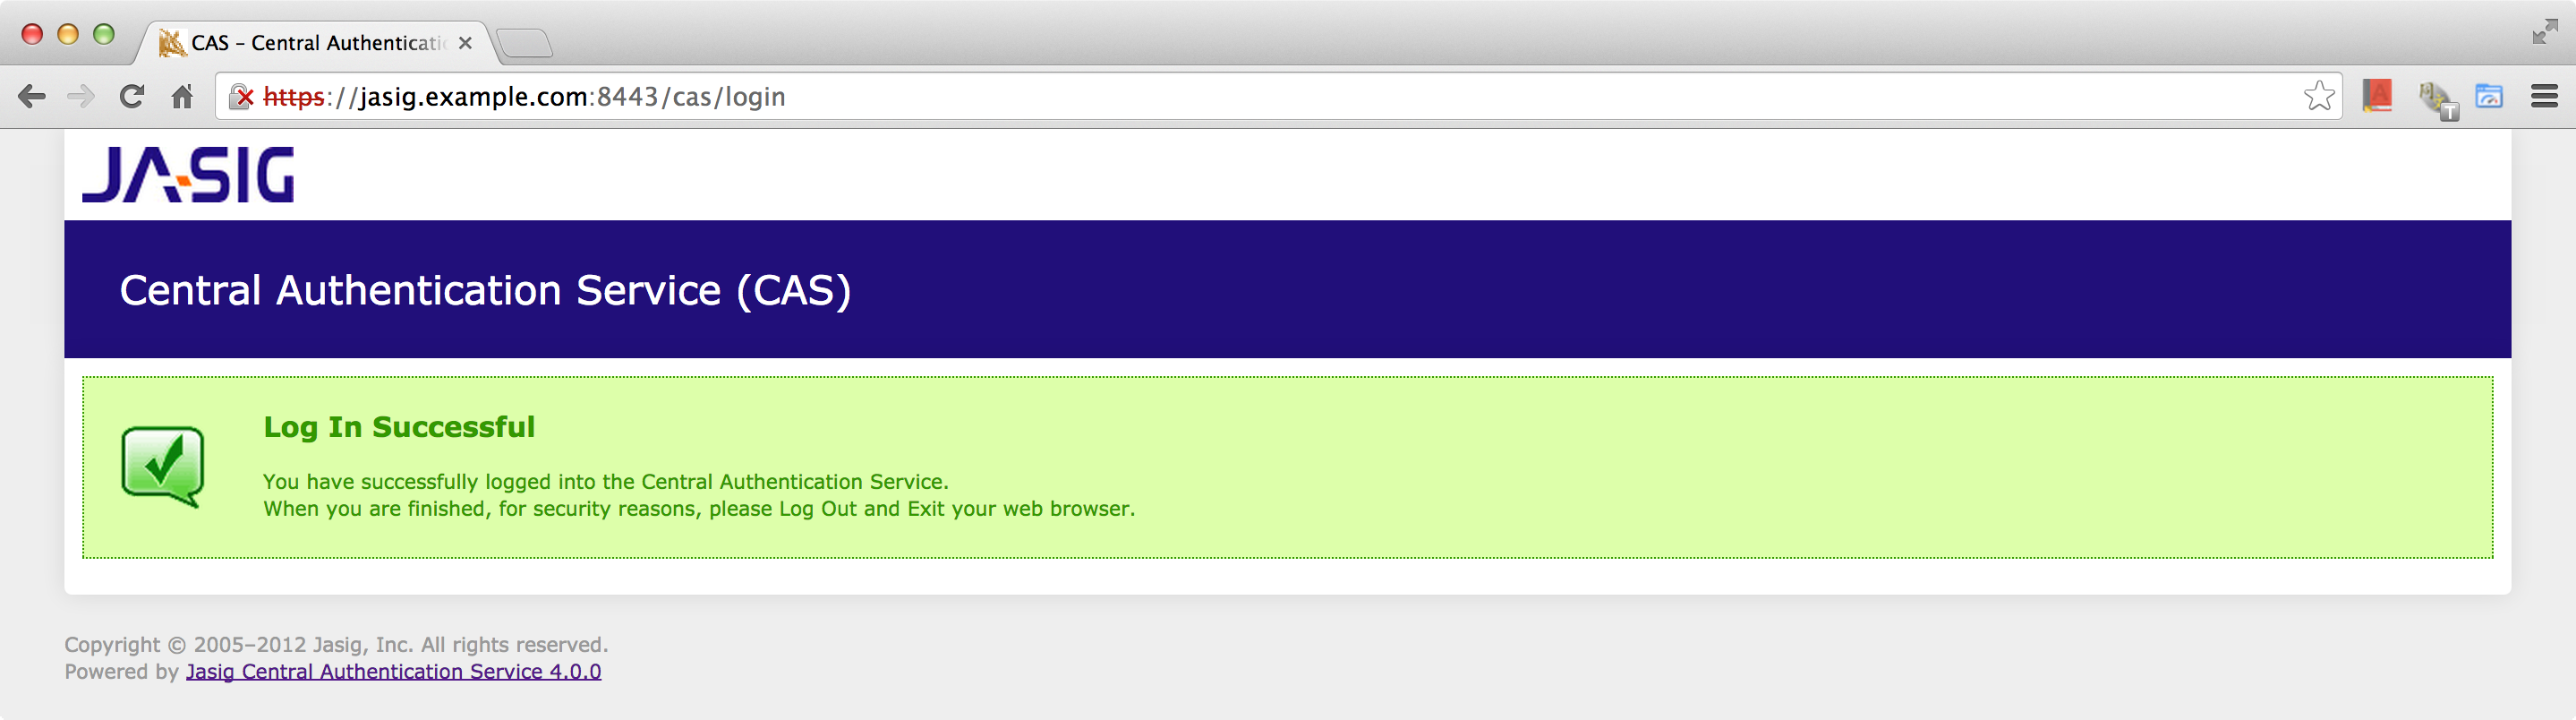 CAS – Central Authenticati
https://jasig.example.com:8443/cas/login
A
T
JA-SIG
Central Authentication Service (CAS)
Log In Successful
You have successfully logged into the Central Authentication Service.
When you are finished, for security reasons, please Log Out and Exit your web browser.
Copyright © 2005–2012 Jasig, Inc. All rights reserved.
Powered by Jasig Central Authentication Service 4.0.0